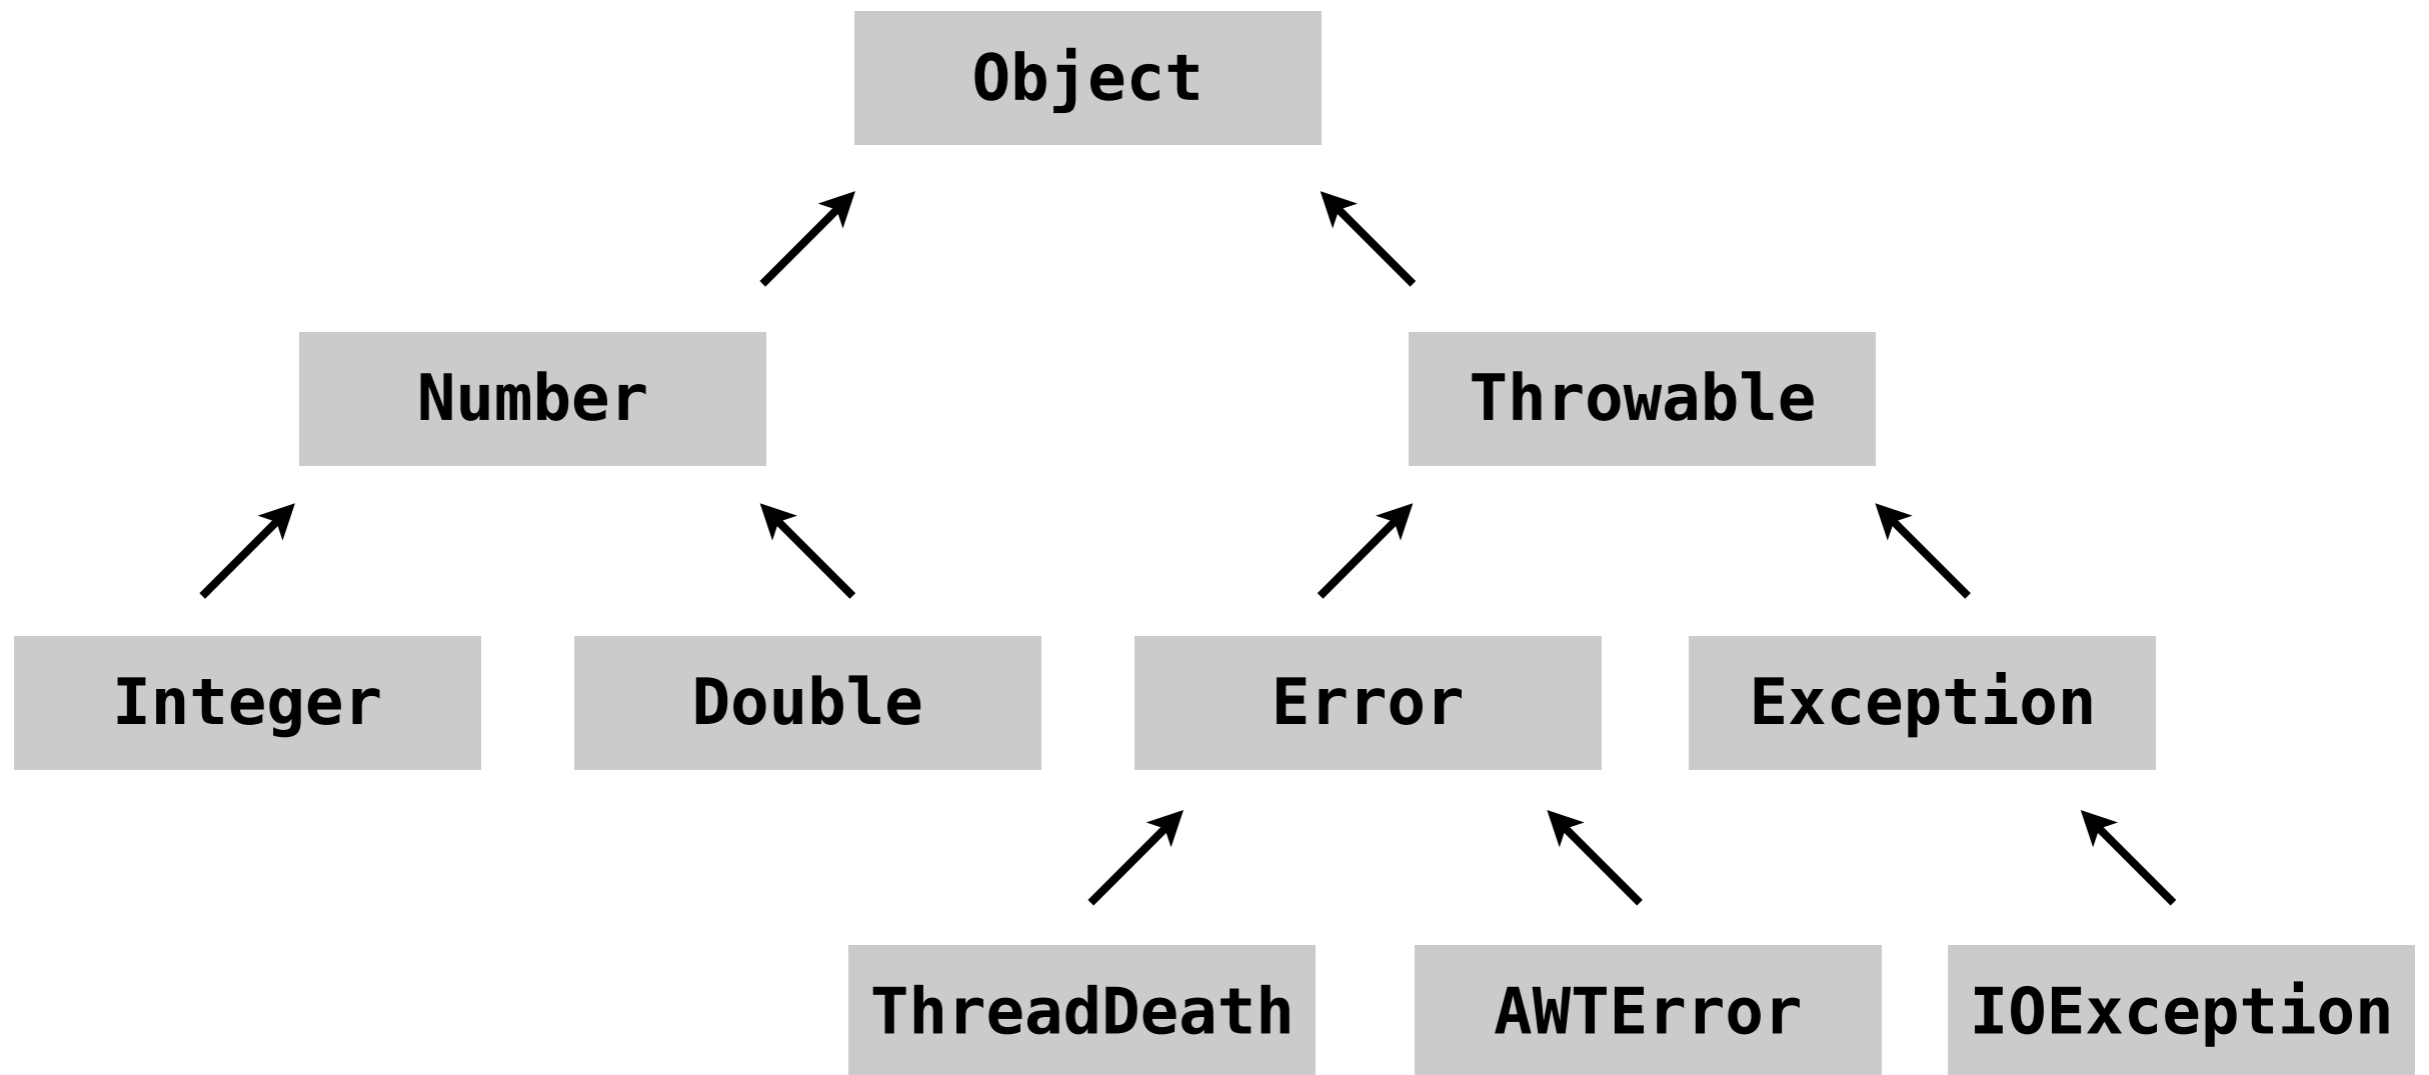 Object
Number
Throwable
Integer
Double
Error
Exception
ThreadDeath
AWTError
IOException